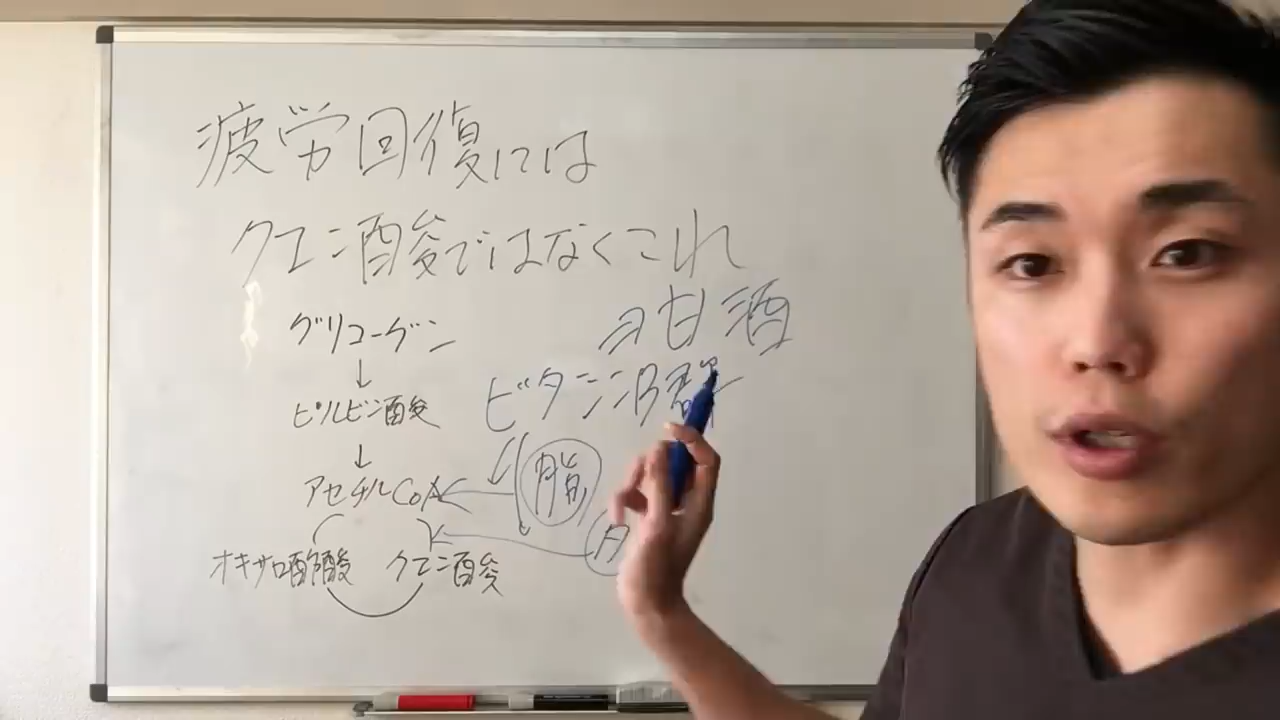 疲労回復には
クエン酸ではなくこれ
甘酒
グリコーゲン
↓
ピルビン酸
ビタミンB群
↓
アセチルCoA
脂
オキサロ酢酸
クエン酸
タ